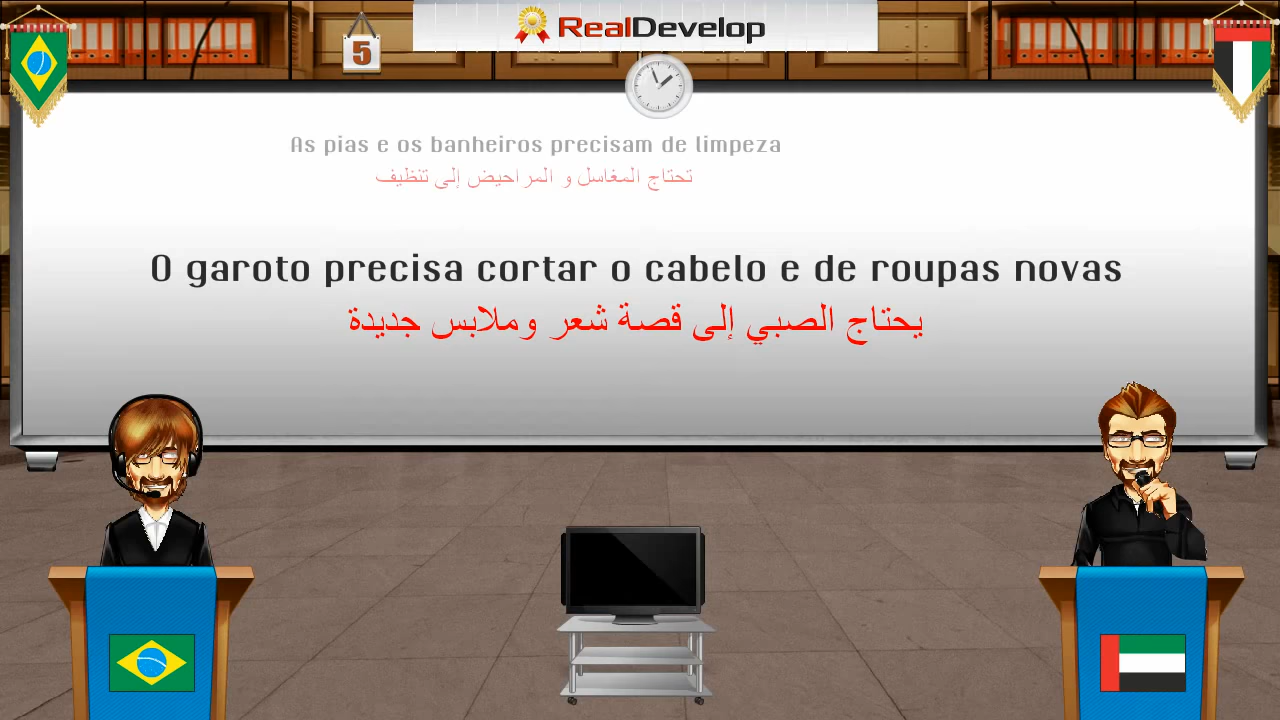 RealDevelop
5
As pias e os banheiros precisam de limpeza
تحتاج المغاسل و المراحيض إلى تنظيف
O garoto precisa cortar o cabelo e de roupas novas
يحتاج الصبي إلى قصة شعر وملابس جديدة